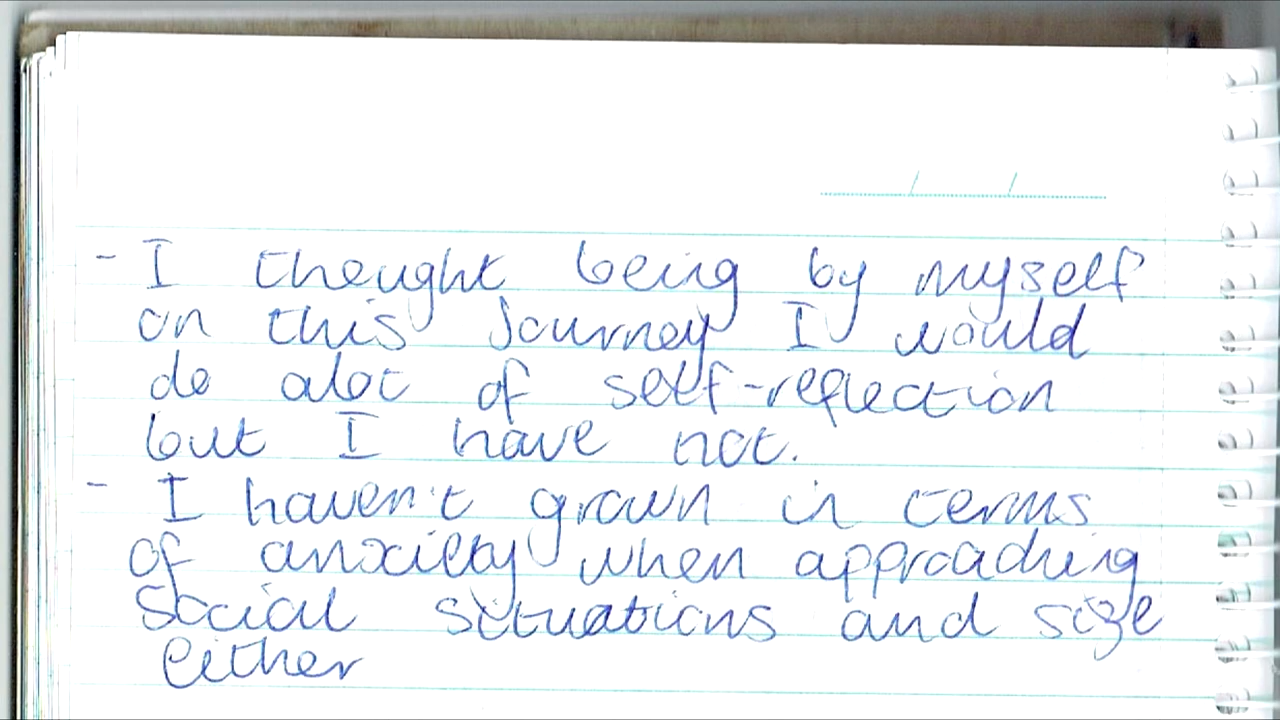 - I thought being by myself
on this Journey I would
do alot of self-reflection
but I have not.
- I haven't grown in terms
of anxiety when approaching
social situations and size
either